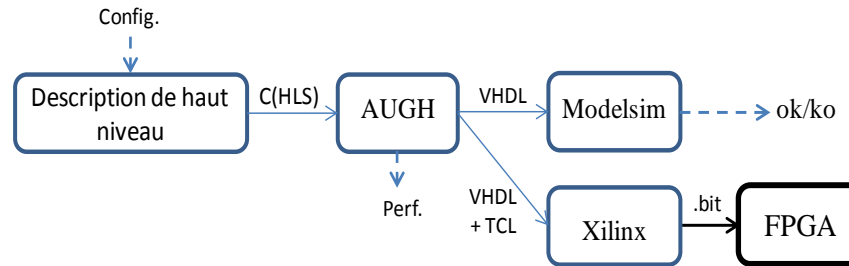 Config.
Description de haut
niveau
C(HLS)
AUGH
VHDL
Modelsim
ok/ko
Perf.
VHDL
+ TCL
Xilinx
.bit
FPGA